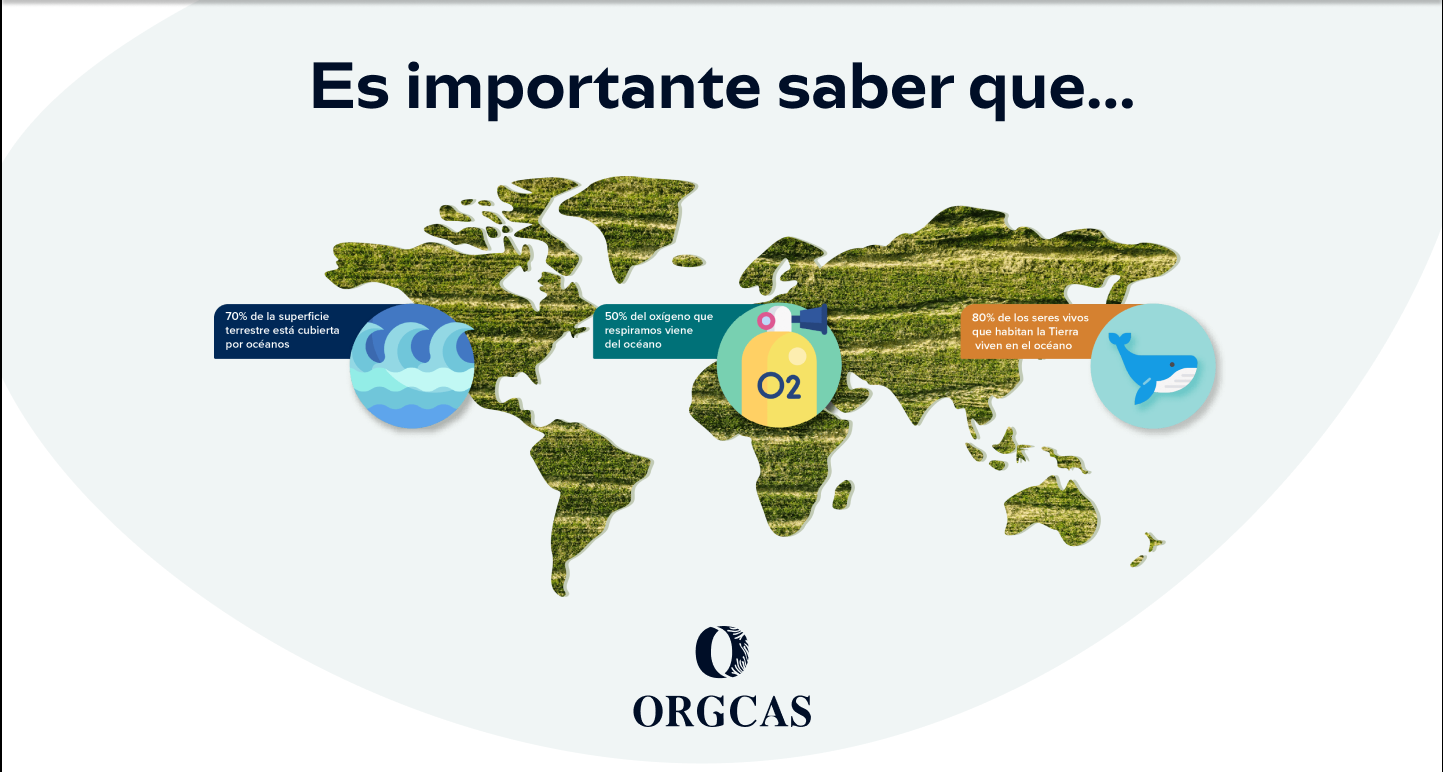 Es importante saber que...
70% de la superficie
terrestre está cubierta
por océanos
50% del oxígeno que
respiramos viene
del océano
O2
80% de los seres vivos
que habitan la Tierra
viven en el océano
ORGCAS